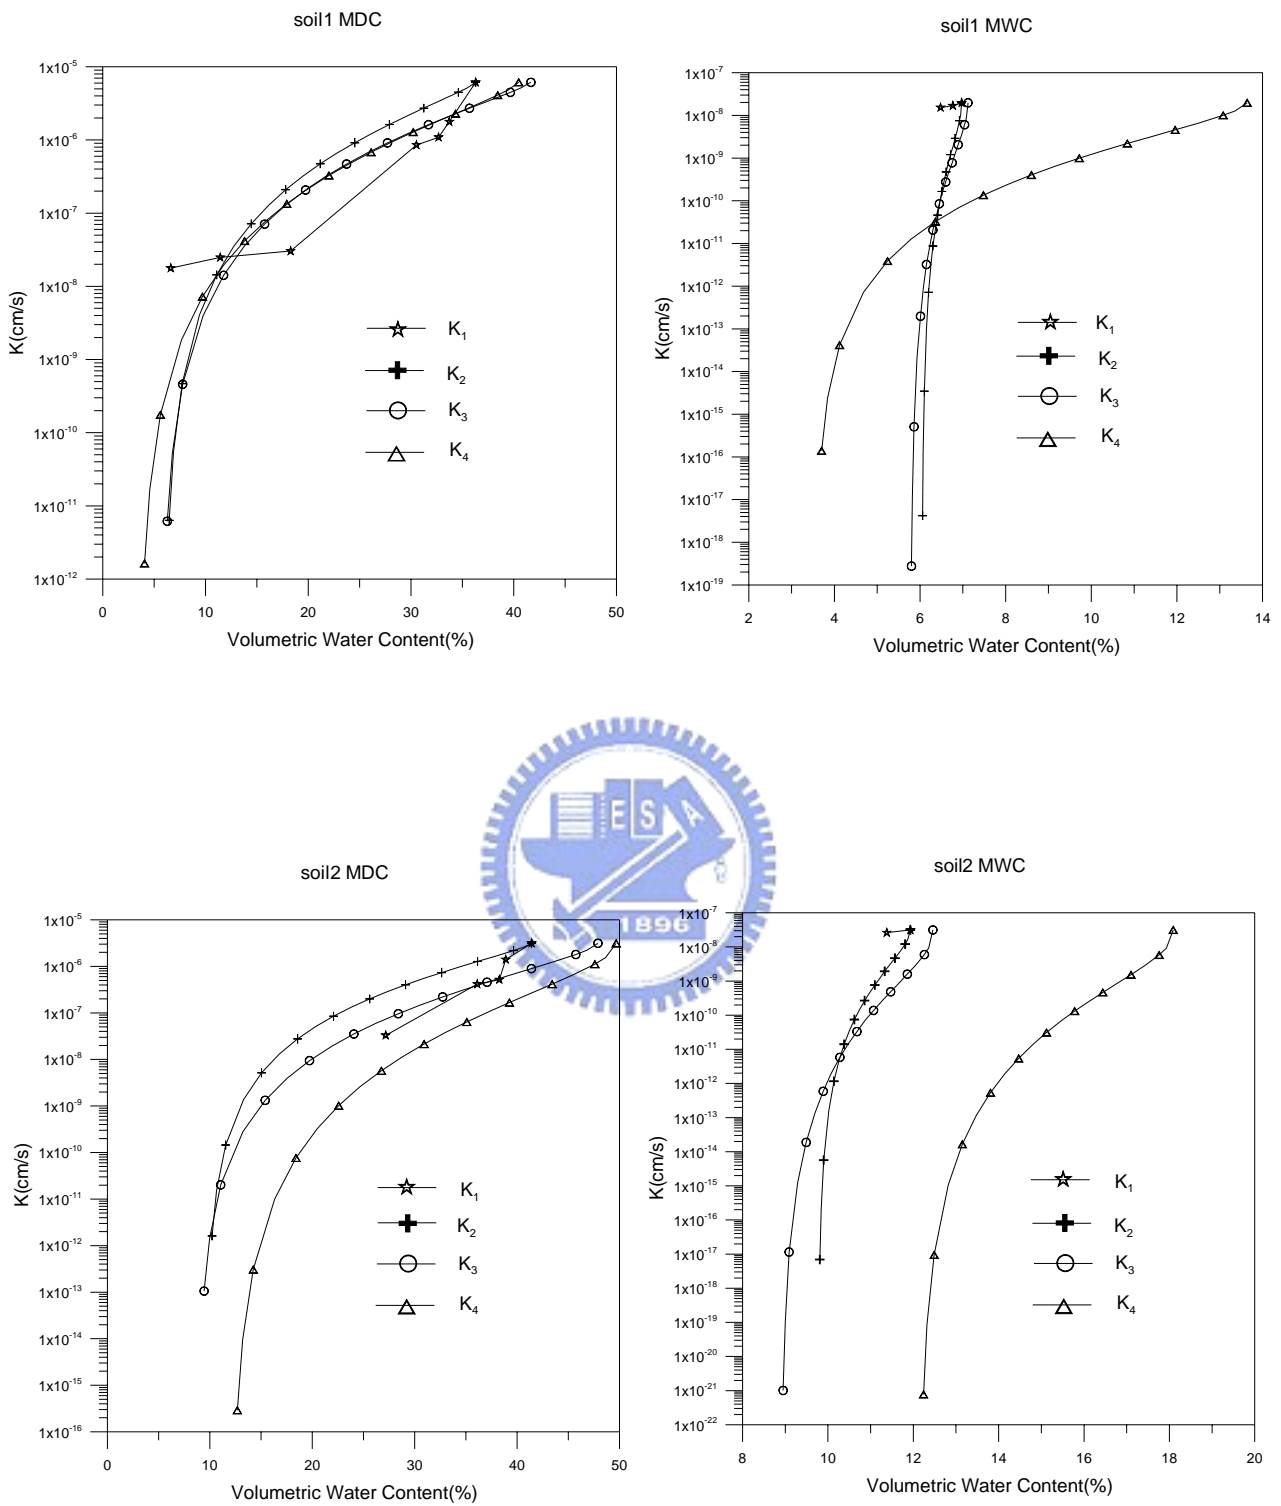 soil1 MDC
1x10⁻⁵
1x10⁻⁶
1x10⁻⁷
1x10⁻⁸
1x10⁻⁹
1x10⁻¹⁰
1x10⁻¹¹
1x10⁻¹²
K(cm/s)
K₁
K₂
K₃
K₄
0 10 20 30 40 50
Volumetric Water Content(%)
soil1 MWC
1x10⁻⁷
1x10⁻⁸
1x10⁻⁹
1x10⁻¹⁰
1x10⁻¹¹
1x10⁻¹²
1x10⁻¹³
1x10⁻¹⁴
1x10⁻¹⁵
1x10⁻¹⁶
1x10⁻¹⁷
1x10⁻¹⁸
1x10⁻¹⁹
K(cm/s)
K₁
K₂
K₃
K₄
2 4 6 8 10 12 14
Volumetric Water Content(%)
E S
A
1896
soil2 MDC
1x10⁻⁵
1x10⁻⁶
1x10⁻⁷
1x10⁻⁸
1x10⁻⁹
1x10⁻¹⁰
1x10⁻¹¹
1x10⁻¹²
1x10⁻¹³
1x10⁻¹⁴
1x10⁻¹⁵
1x10⁻¹⁶
K(cm/s)
K₁
K₂
K₃
K₄
0 10 20 30 40 50
Volumetric Water Content(%)
soil2 MWC
1x10⁻⁷
1x10⁻⁸
1x10⁻⁹
1x10⁻¹⁰
1x10⁻¹¹
1x10⁻¹²
1x10⁻¹³
1x10⁻¹⁴
1x10⁻¹⁵
1x10⁻¹⁶
1x10⁻¹⁷
1x10⁻¹⁸
1x10⁻¹⁹
1x10⁻²⁰
1x10⁻²¹
1x10⁻²²
K(cm/s)
K₁
K₂
K₃
K₄
8 10 12 14 16 18 20
Volumetric Water Content(%)